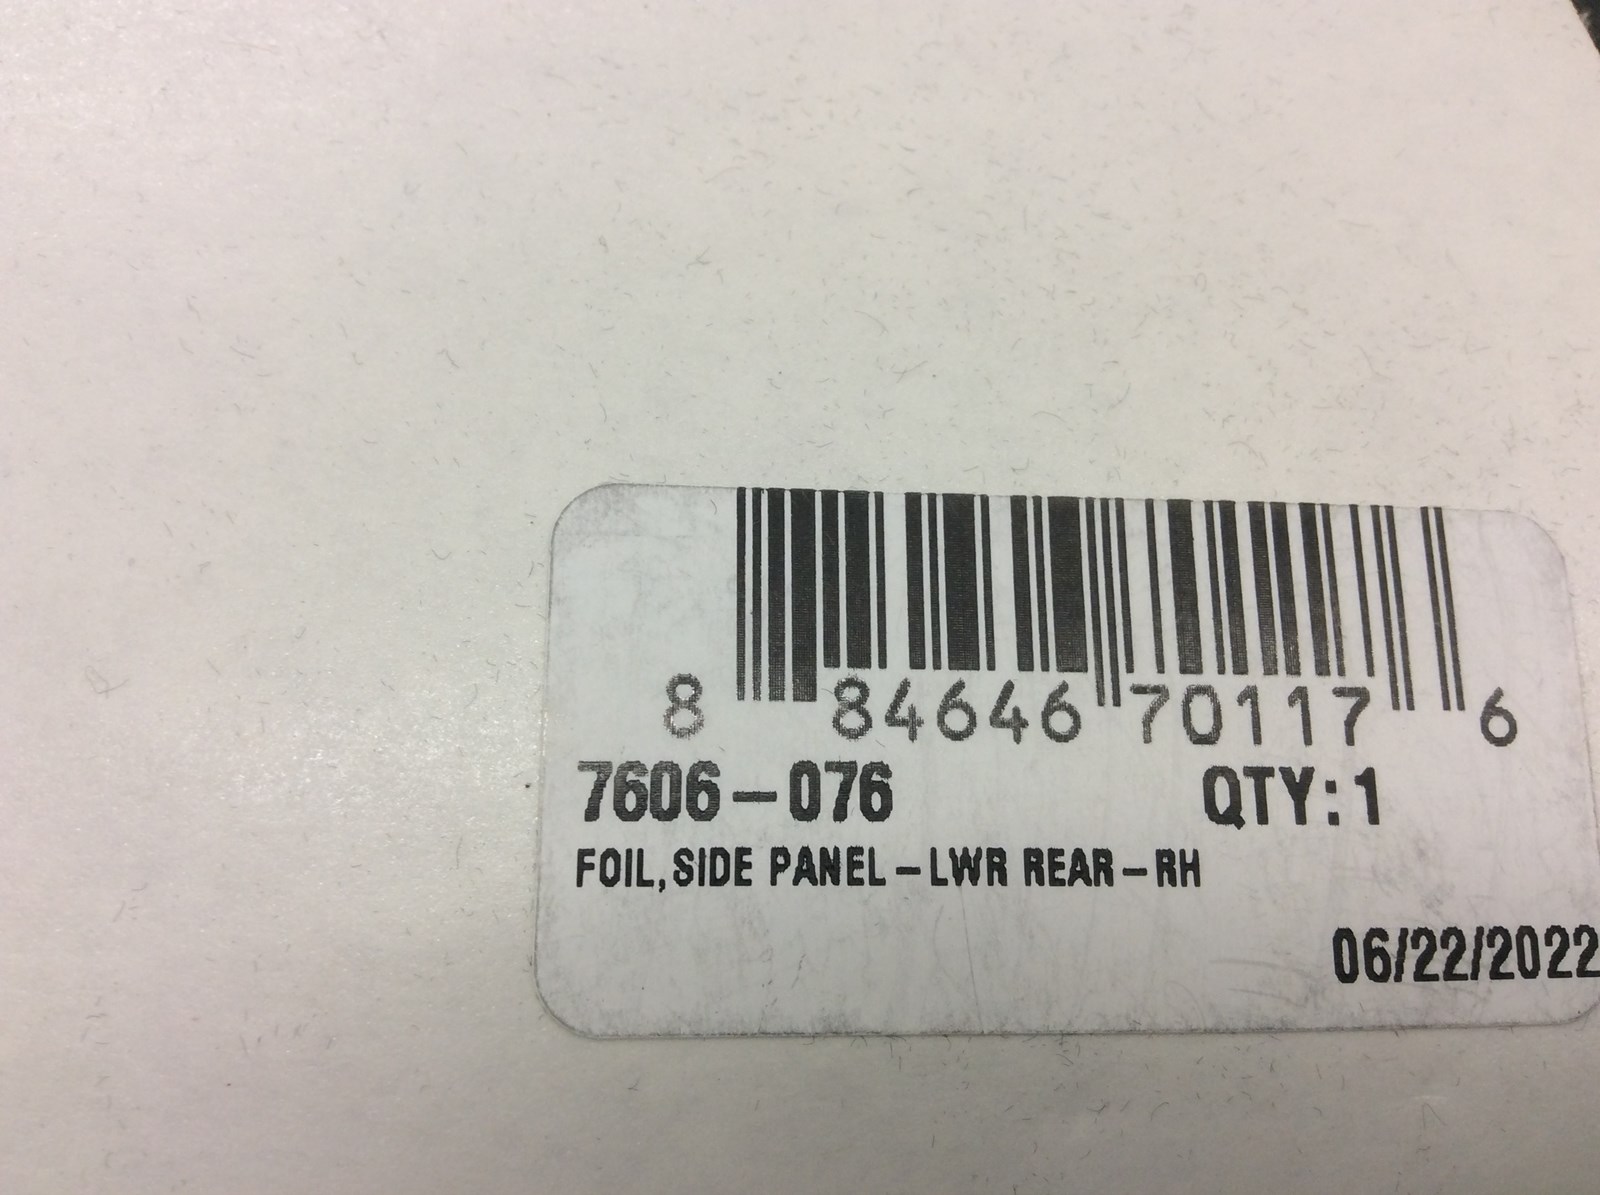 8 84646 70117 6
7606-076 QTY:1
FOIL,SIDE PANEL-LWR REAR-RH
06/22/2022